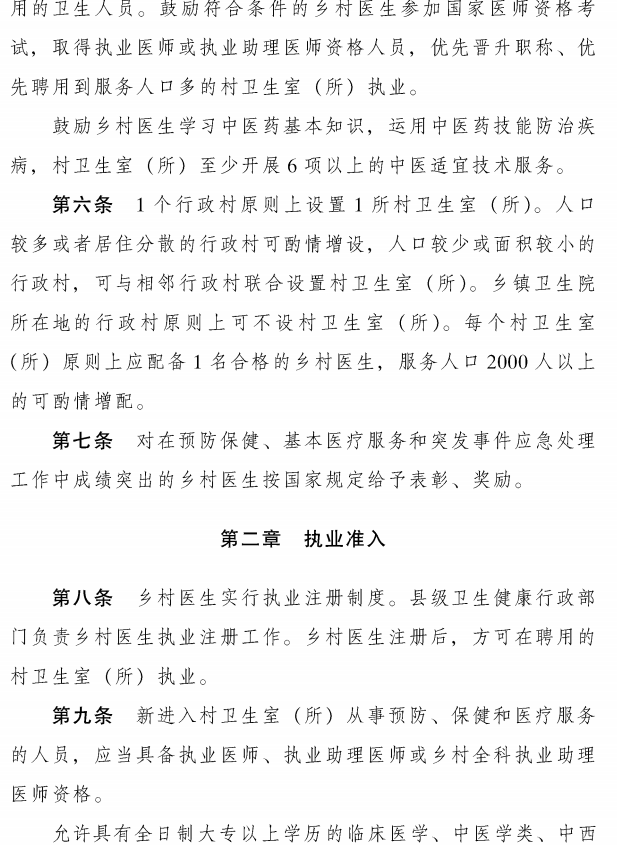 用的卫生人员。鼓励符合条件的乡村医生参加国家医师资格考
试，取得执业医师或执业助理医师资格人员，优先晋升职称、优
先聘用到服务人口多的村卫生室（所）执业。
鼓励乡村医生学习中医药基本知识，运用中医药技能防治疾
病，村卫生室（所）至少开展 6 项以上的中医适宜技术服务。
第六条　1 个行政村原则上设置 1 所村卫生室（所）。人口
较多或者居住分散的行政村可酌情增设，人口较少或面积较小的
行政村，可与相邻行政村联合设置村卫生室（所）。乡镇卫生院
所在地的行政村原则上可不设村卫生室（所）。每个村卫生室
（所）原则上应配备 1 名合格的乡村医生，服务人口 2000 人以上
的可酌情增配。
第七条　对在预防保健、基本医疗服务和突发事件应急处理
工作中成绩突出的乡村医生按国家规定给予表彰、奖励。
第二章　执业准入
第八条　乡村医生实行执业注册制度。县级卫生健康行政部
门负责乡村医生执业注册工作。乡村医生注册后，方可在聘用的
村卫生室（所）执业。
第九条　新进入村卫生室（所）从事预防、保健和医疗服务
的人员，应当具备执业医师、执业助理医师或乡村全科执业助理
医师资格。
允许具有全日制大专以上学历的临床医学、中医学类、中西